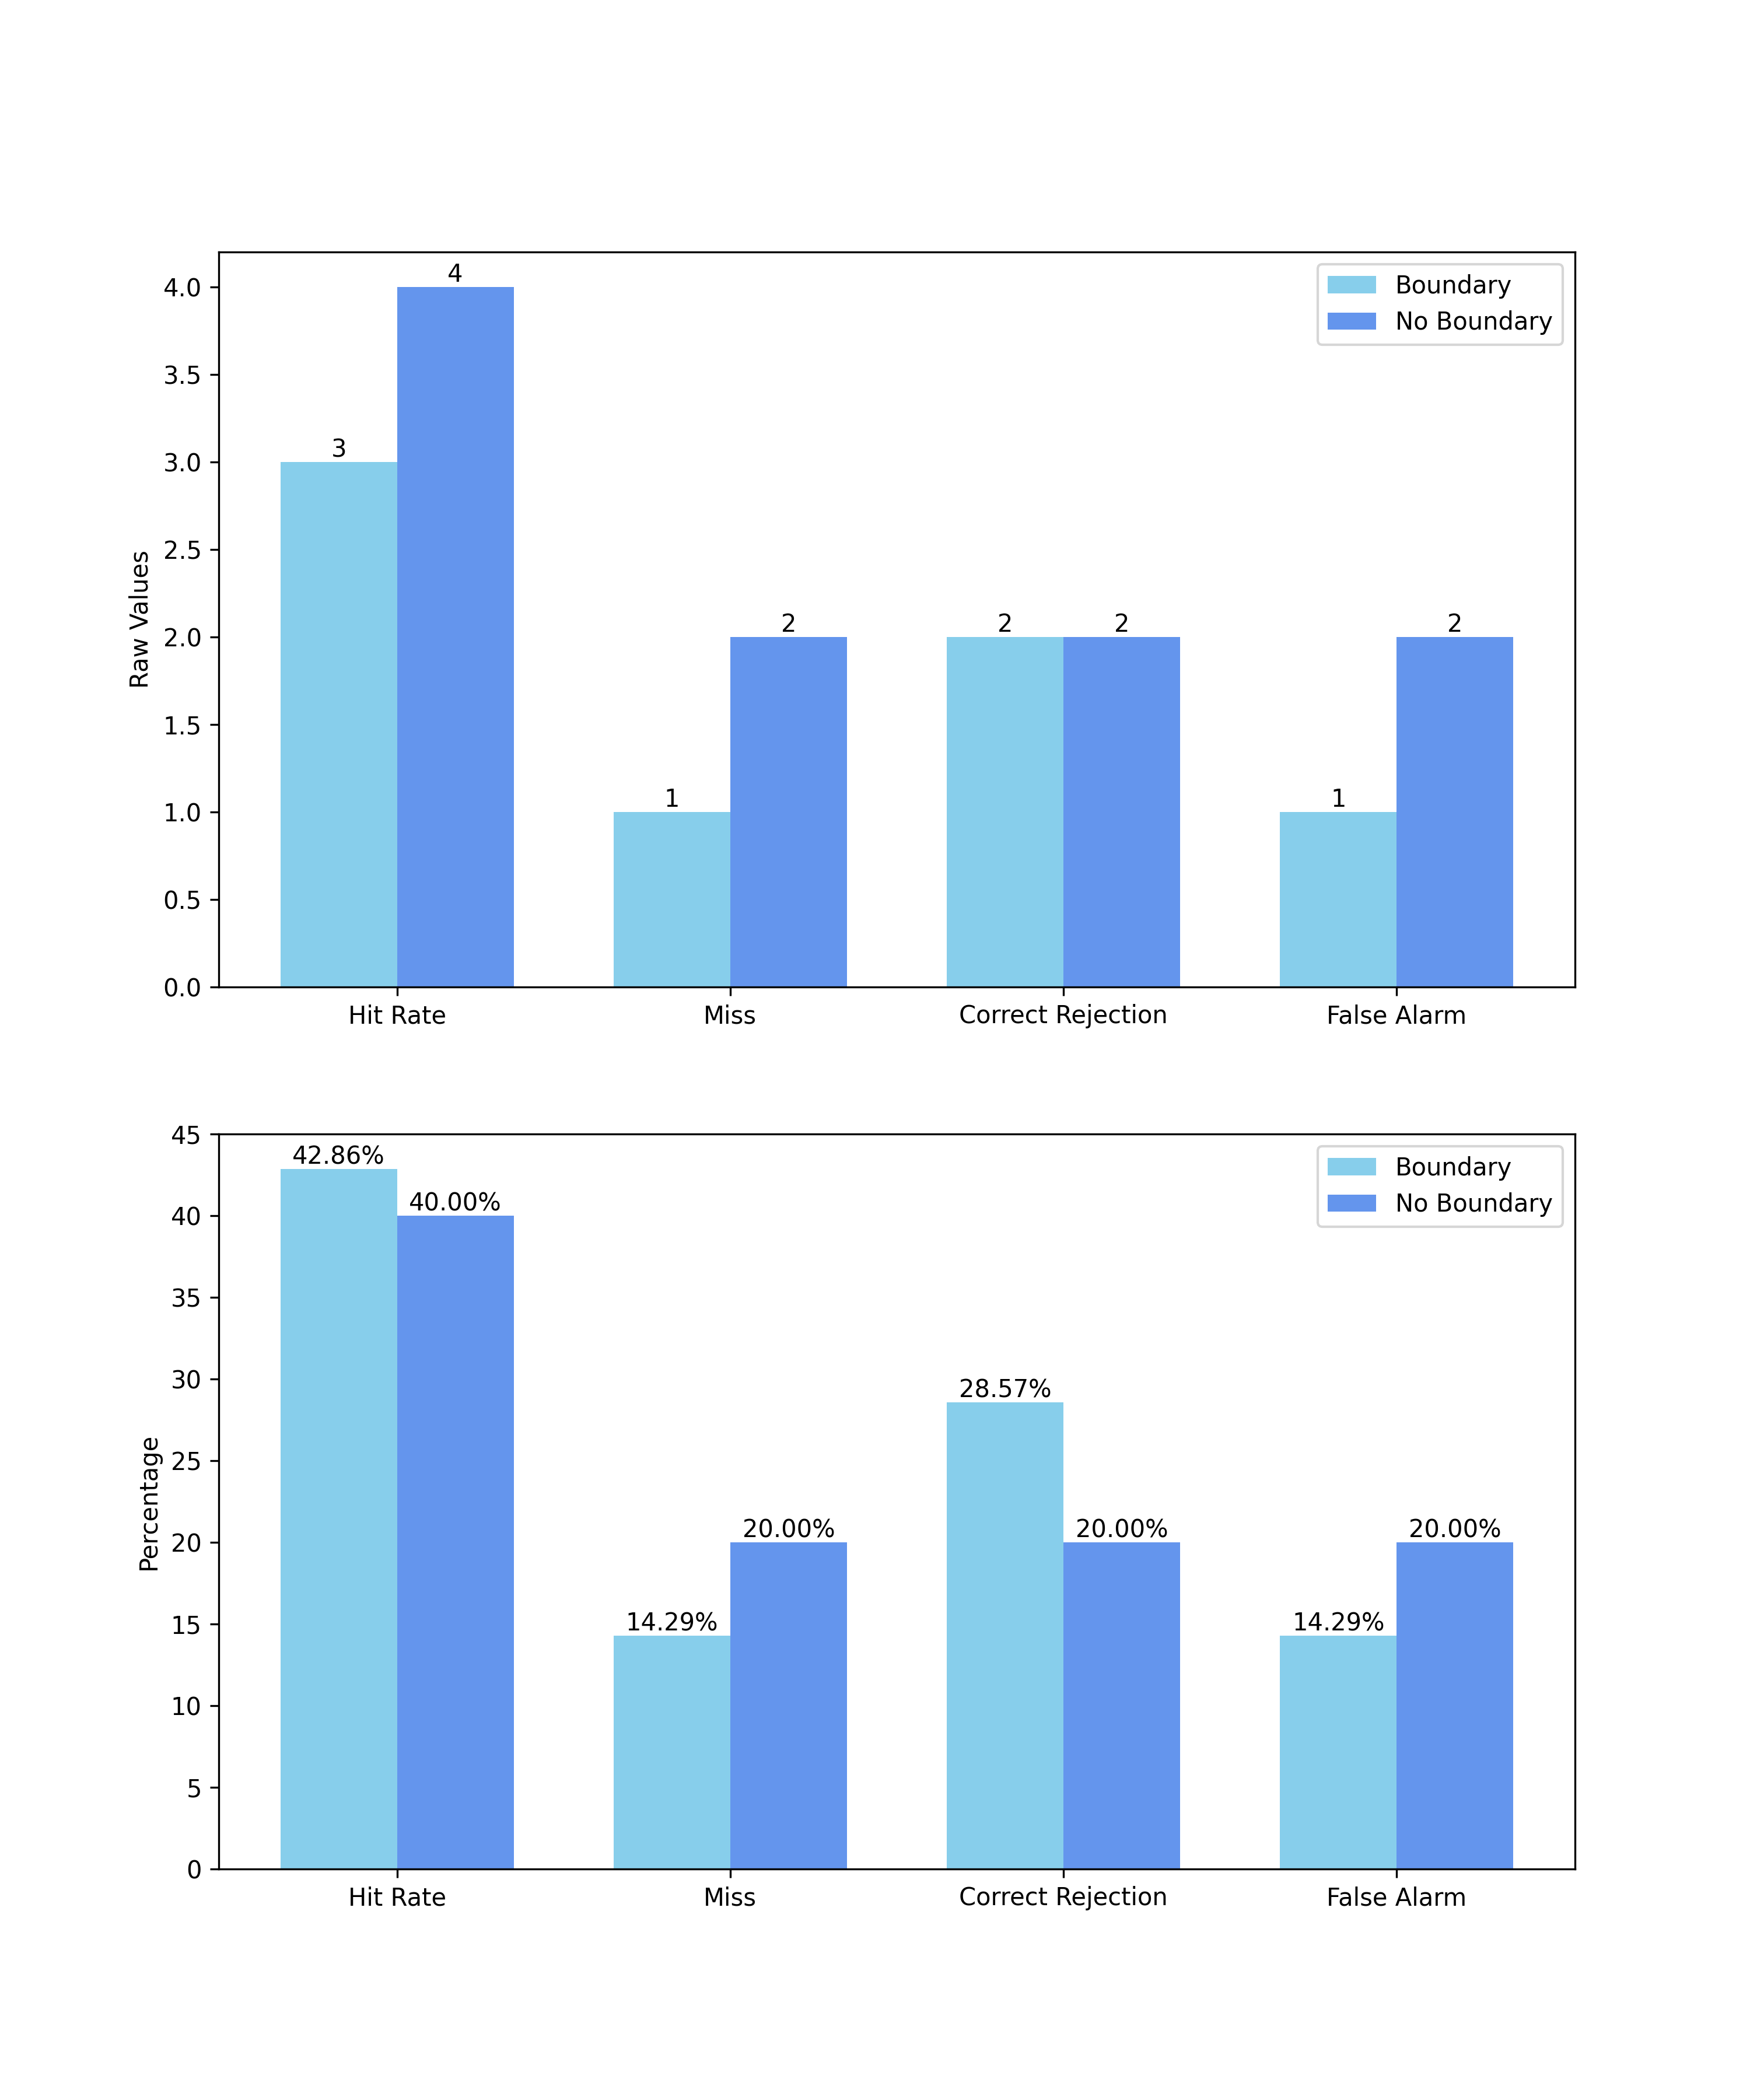 4
Boundary
4.0
No Boundary
3.5
3
3.0
2.5
Raw Values
2
2
2
2
2.0
1.5
1
1
1.0
0.5
0.0
Hit Rate
Miss
Correct Rejection
False Alarm
45
42.86%
Boundary
40.00%
No Boundary
40
35
30
28.57%
25
Percentage
20.00%
20.00%
20.00%
20
14.29%
14.29%
15
10
5
0
Hit Rate
Miss
Correct Rejection
False Alarm